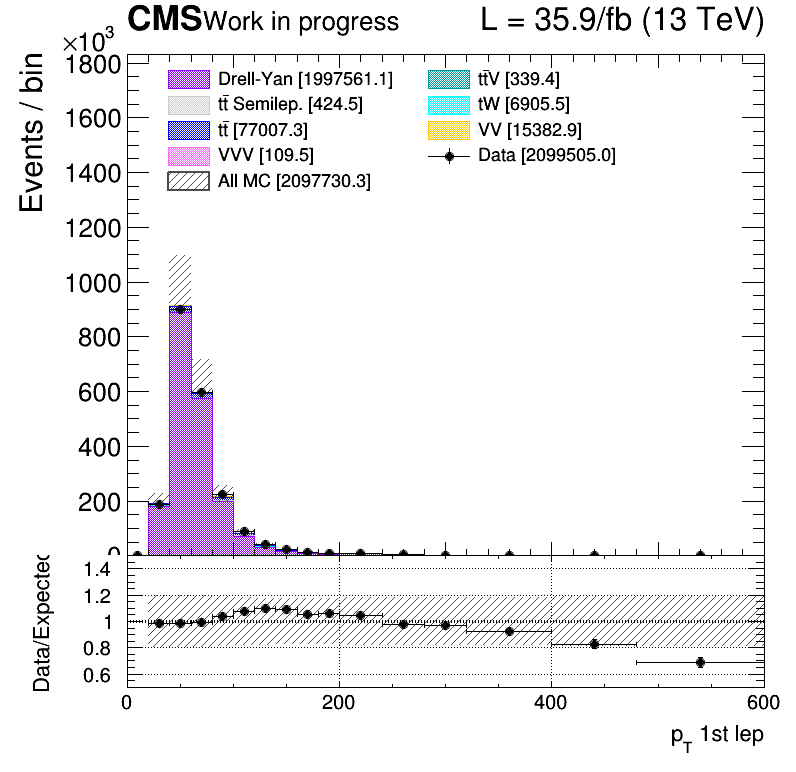 CMS Work in progress L = 35.9/fb (13 TeV)
×10³
Events / bin
1800
1600
1400
1200
1000
800
600
400
200
0
Drell-Yan [1997561.1]
tt̄ Semilep. [424.5]
tt̄ [77007.3]
VVV [109.5]
All MC [2097730.3]
tt̄V [339.4]
tW [6905.5]
VV [15382.9]
Data [2099505.0]
Data/Expected
1.4
1.2
1
0.8
0.6
0 200 400 600
p_T 1st lep